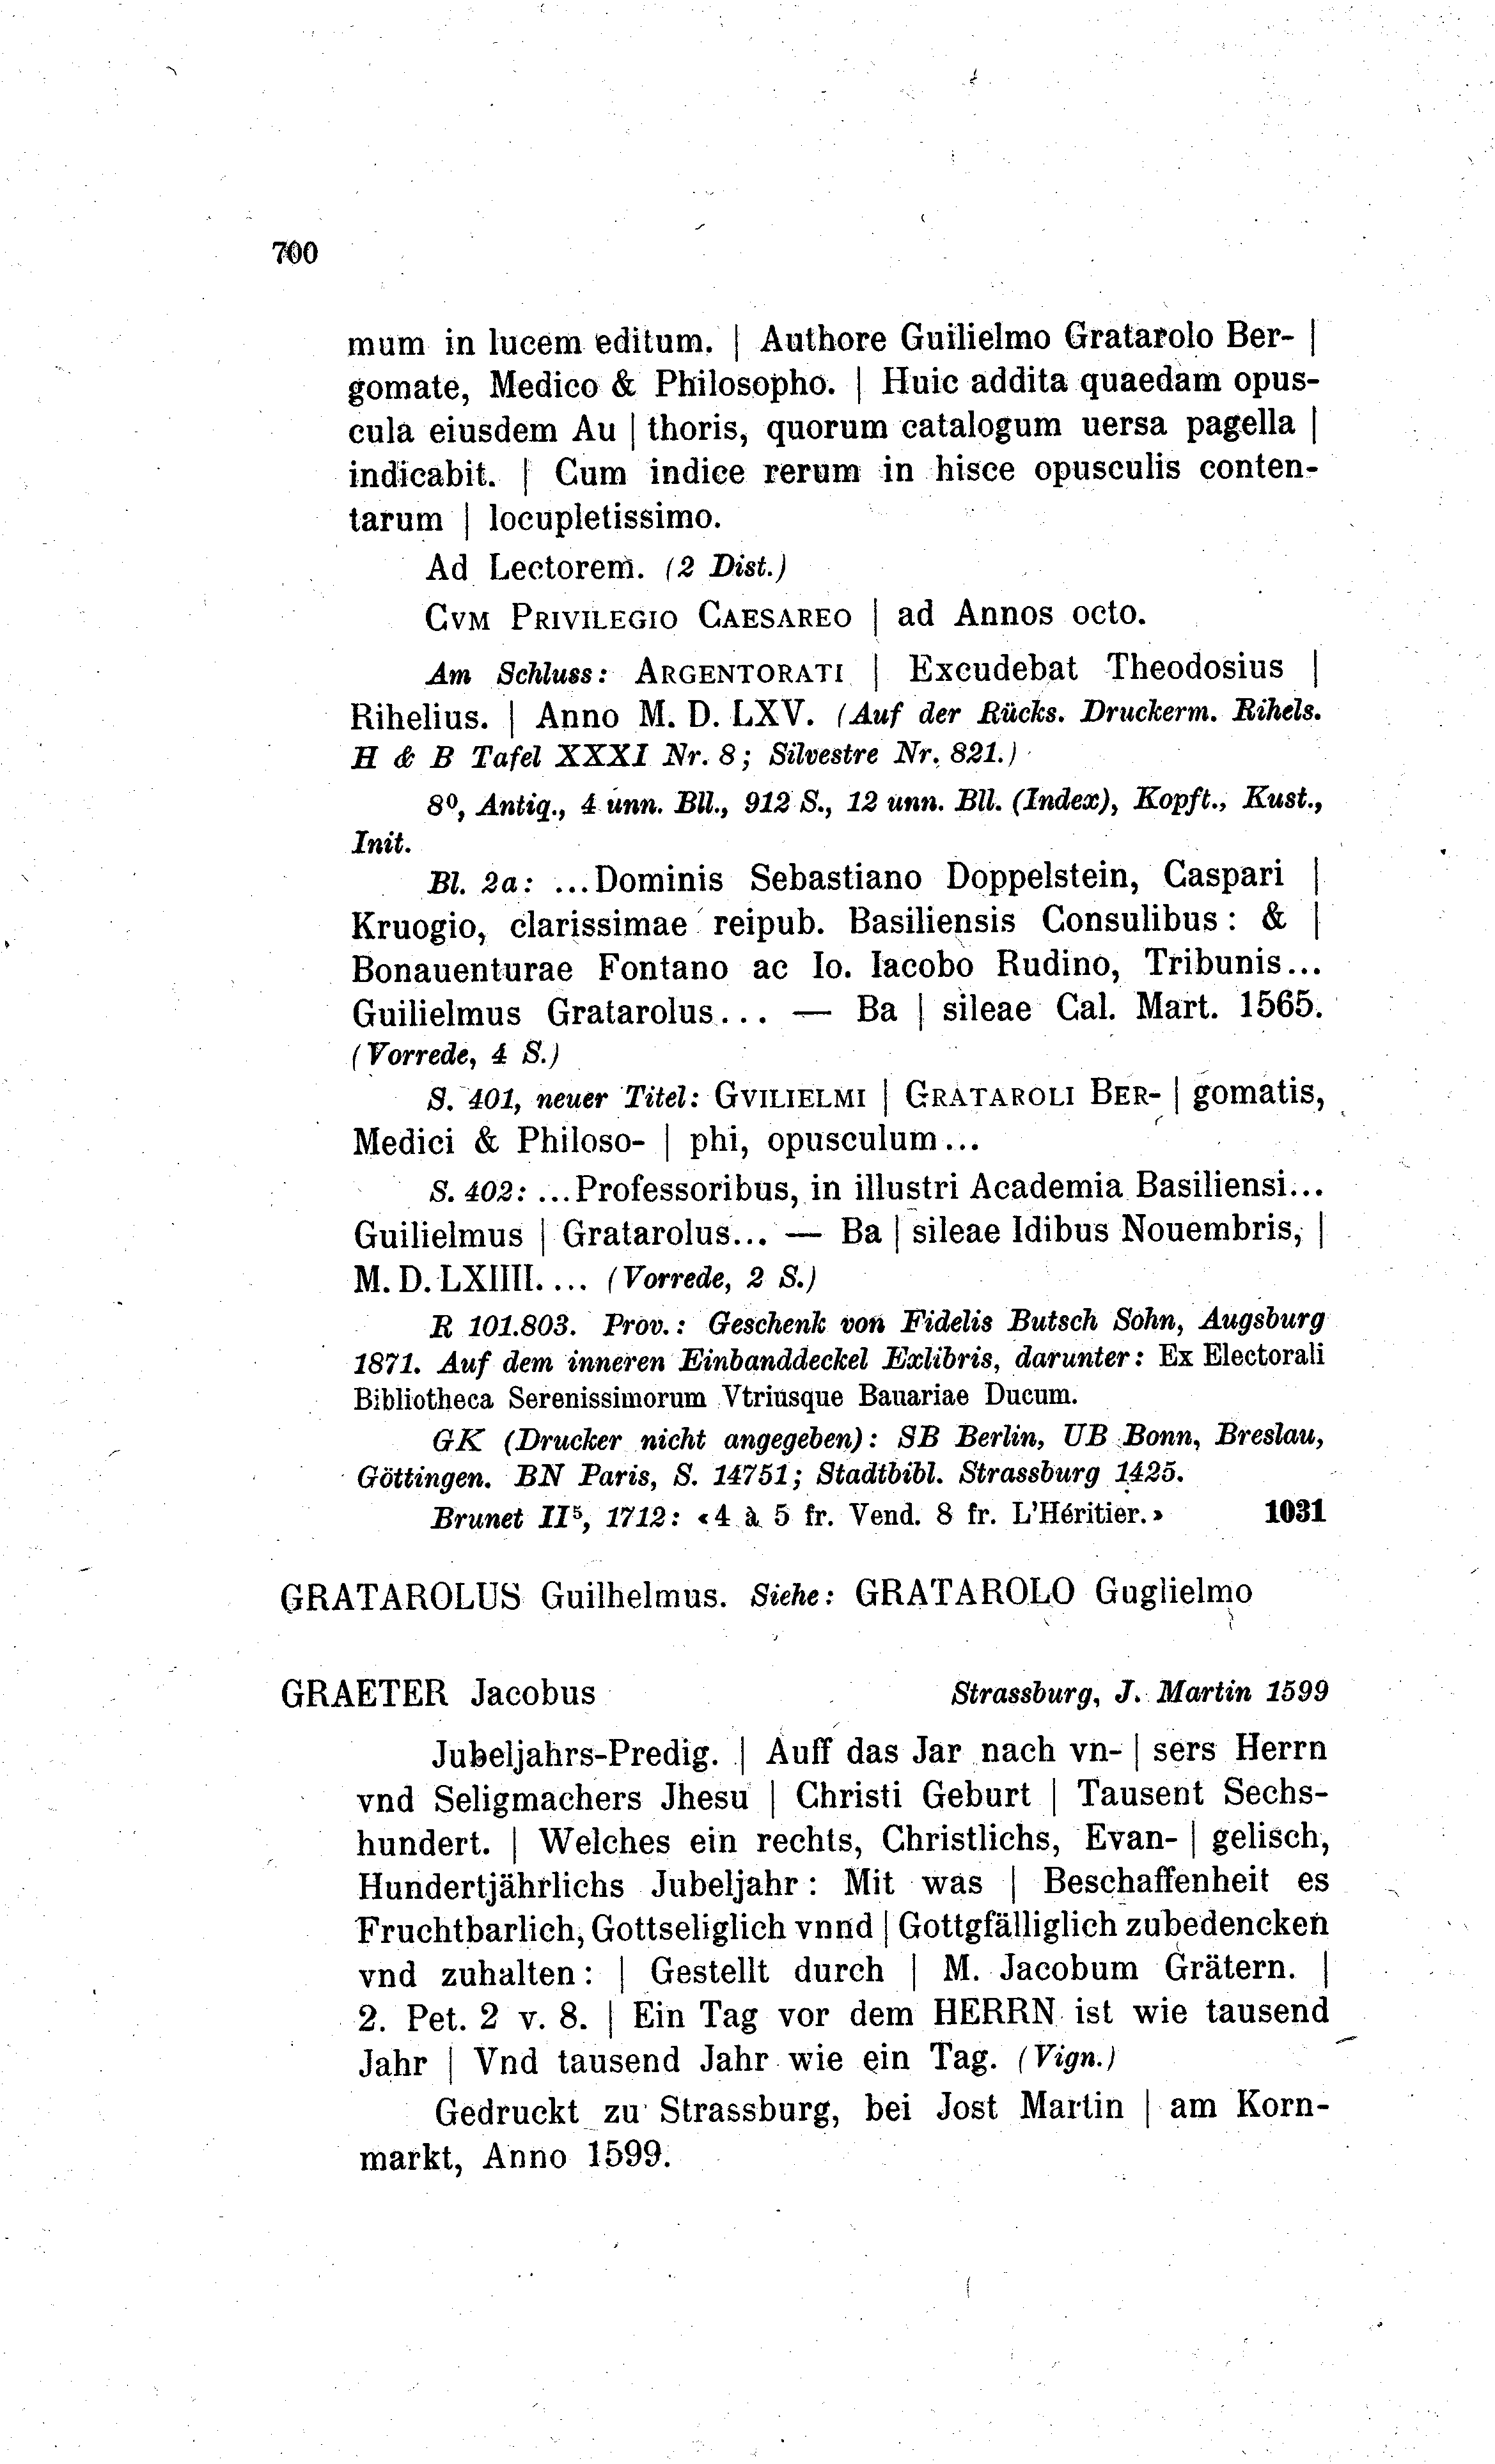 700
mum in lucem editum. | Authore Guilielmo Gratarolo Ber- |
gomate, Medico & Philosopho. | Huic addita quaedam opus-
cula eiusdem Au | thoris, quorum catalogum uersa pagella |
indicabit. | Cum indice rerum in hisce opusculis conten-
tarum | locupletissimo.
Ad Lectorem. (2 Dist.)
CVM PRIVILEGIO CAESAREO | ad Annos octo.
Am Schluss: ARGENTORATI | Excudebat Theodosius |
Rihelius. | Anno M. D. LXV. (Auf der Rücks. Druckerm. Rihels.
H & B Tafel XXXI Nr. 8; Silvestre Nr. 821.)
8⁰, Antiq., 4 unn. Bll., 912 S., 12 unn. Bll. (Index), Kopft., Kust.,
Init.
Bl. 2a: ...Dominis Sebastiano Doppelstein, Caspari |
Kruogio, clarissimae reipub. Basiliensis Consulibus: & |
Bonauenturae Fontano ac Io. Iacobo Rudino, Tribunis...
Guilielmus Gratarolus... — Ba | sileae Cal. Mart. 1565.
(Vorrede, 4 S.)
S. 401, neuer Titel: GVILIELMI | GRATAROLI BER- | gomatis,
Medici & Philoso- | phi, opusculum...
S. 402: ...Professoribus, in illustri Academia Basiliensi...
Guilielmus | Gratarolus... — Ba | sileae Idibus Nouembris, |
M. D. LXIIII. ... (Vorrede, 2 S.)
R 101.803. Prov.: Geschenk von Fidelis Butsch Sohn, Augsburg
1871. Auf dem inneren Einbanddeckel Exlibris, darunter: Ex Electorali
Bibliotheca Serenissimorum Vtriusque Bauariae Ducum.
GK (Drucker nicht angegeben): SB Berlin, UB Bonn, Breslau,
Göttingen. BN Paris, S. 14751; Stadtbibl. Strassburg 1425.
Brunet II⁵, 1712: «4 à 5 fr. Vend. 8 fr. L'Héritier.» 1031
GRATAROLUS Guilhelmus. Siehe: GRATAROLO Guglielmo
GRAETER Jacobus Strassburg, J. Martin 1599
Jubeljahrs-Predig. | Auff das Jar nach vn- | sers Herrn
vnd Seligmachers Jhesu | Christi Geburt | Tausent Sechs-
hundert. | Welches ein rechts, Christlichs, Evan- | gelisch,
Hundertjährlichs Jubeljahr: Mit was | Beschaffenheit es
Fruchtbarlich, Gottseliglich vnnd | Gottgfälliglich zubedencken
vnd zuhalten: | Gestellt durch | M. Jacobum Grätern. |
2. Pet. 2 v. 8. | Ein Tag vor dem HERRN ist wie tausend
Jahr | Vnd tausend Jahr wie ein Tag. (Vign.)
Gedruckt zu Strassburg, bei Jost Martin | am Korn-
markt, Anno 1599.